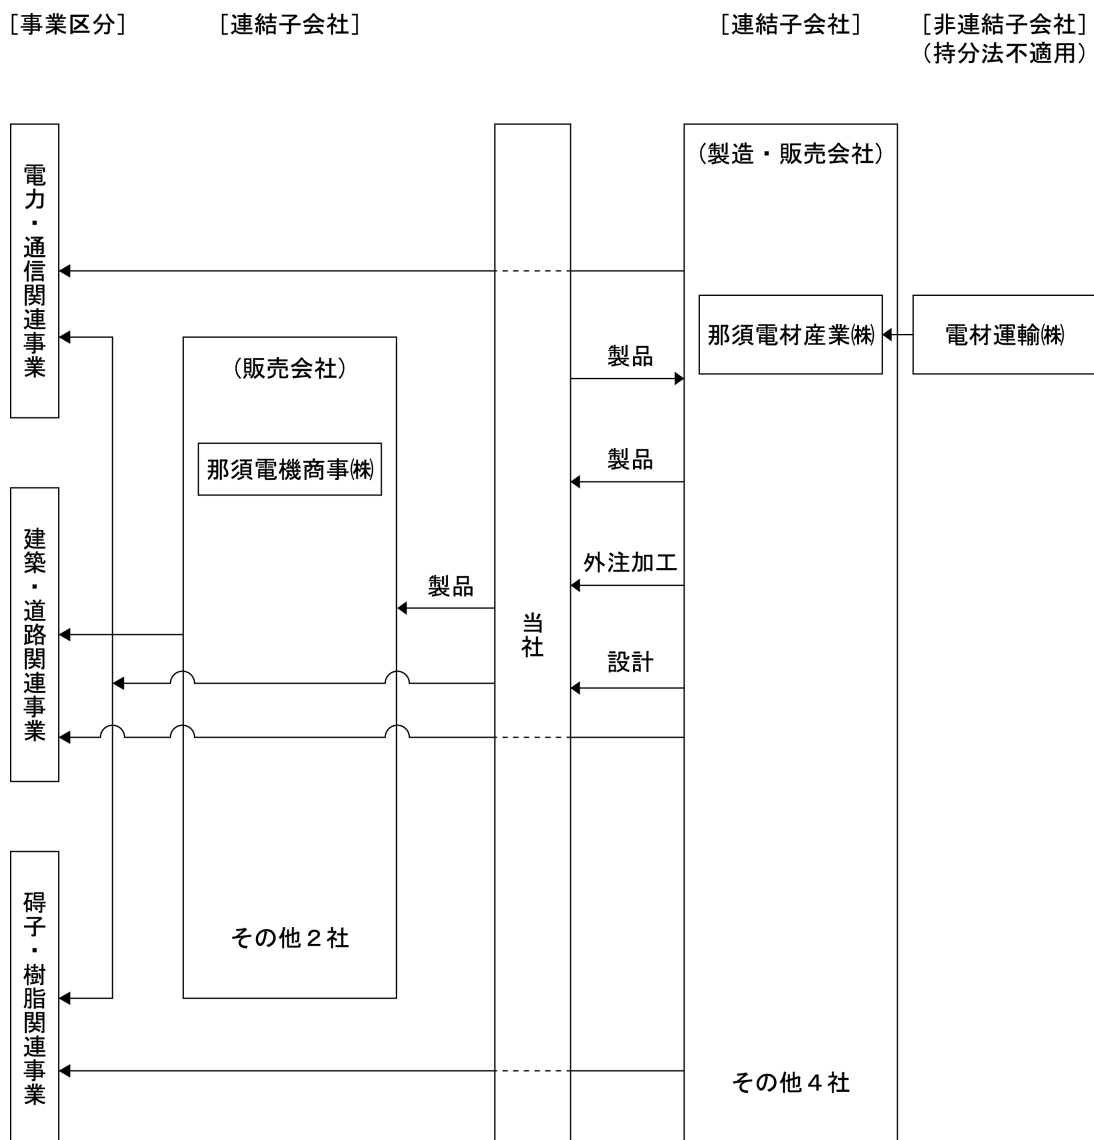 [事業区分]
[連結子会社]
[連結子会社]
[非連結子会社]
（持分法不適用）
電力・通信関連事業
建築・道路関連事業
碍子・樹脂関連事業
（販売会社）
那須電機商事㈱
その他２社
製品
当社
製品
製品
外注加工
設計
（製造・販売会社）
那須電材産業㈱
その他４社
電材運輸㈱